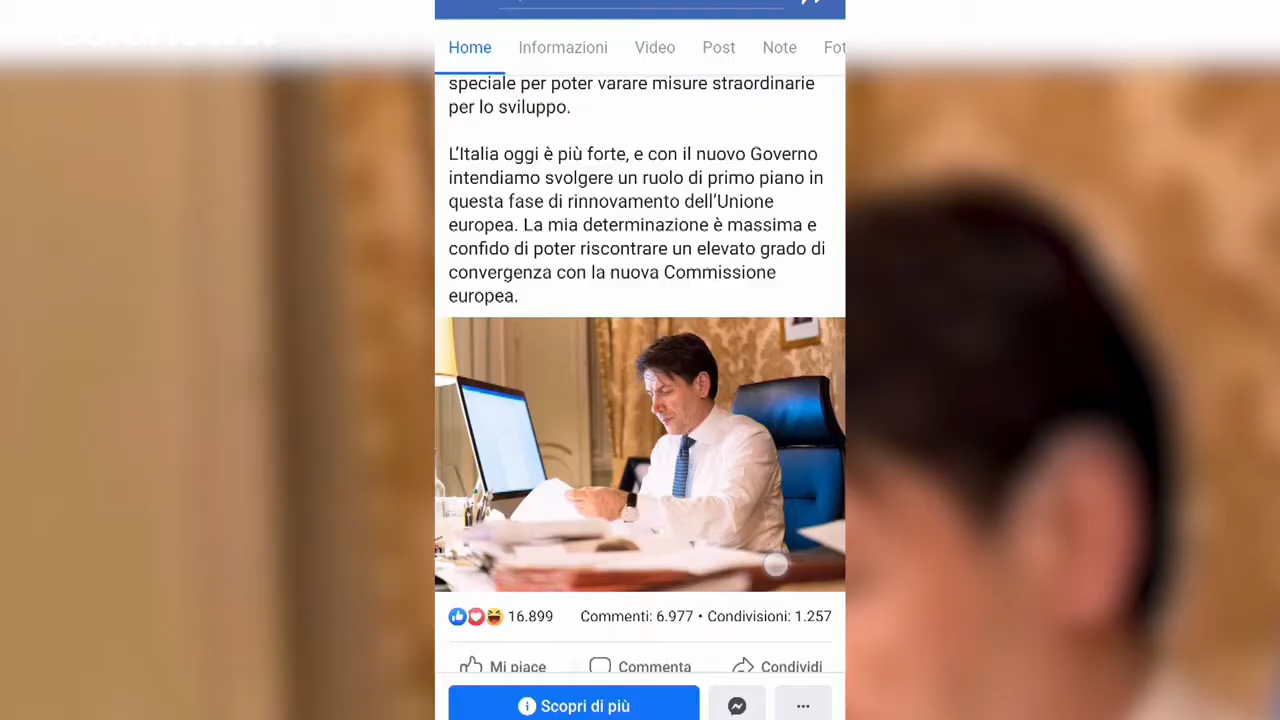 Home Informazioni Video Post Note Fot
speciale per poter varare misure straordinarie
per lo sviluppo.
L’Italia oggi è più forte, e con il nuovo Governo
intendiamo svolgere un ruolo di primo piano in
questa fase di rinnovamento dell’Unione
europea. La mia determinazione è massima e
confido di poter riscontrare un elevato grado di
convergenza con la nuova Commissione
europea.
16.899 Commenti: 6.977 • Condivisioni: 1.257
Mi piace Commenta Condividi
Scopri di più